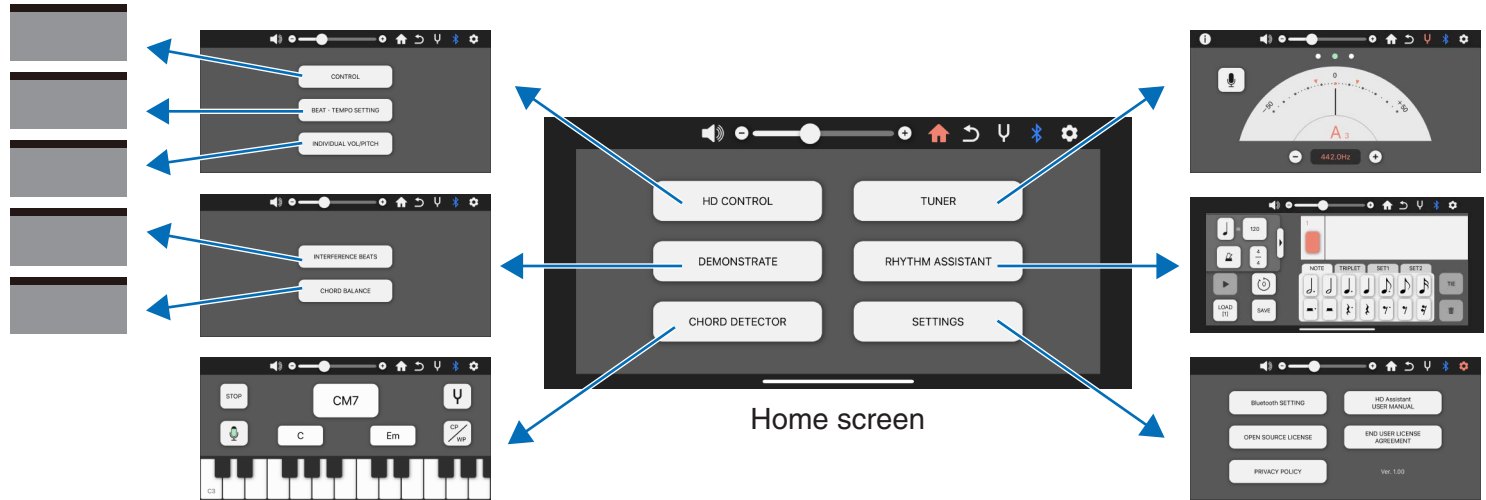 CONTROL
BEAT - TEMPO SETTING
INDIVIDUAL VOL/PITCH
INTERFERENCE BEATS
CHORD BALANCE
STOP
CM7
C
Em
CP/WP
C3
HD CONTROL
TUNER
DEMONSTRATE
RHYTHM ASSISTANT
CHORD DETECTOR
SETTINGS
Home screen
0
-50
+50
A 3
442.0Hz
= 120
1
4
4
0
NOTE TRIPLET SET1 SET2
TIE
LOAD
[1]
SAVE
Bluetooth SETTING
HD Assistant
USER MANUAL
OPEN SOURCE LICENSE
END USER LICENSE
AGREEMENT
PRIVACY POLICY
Ver. 1.00